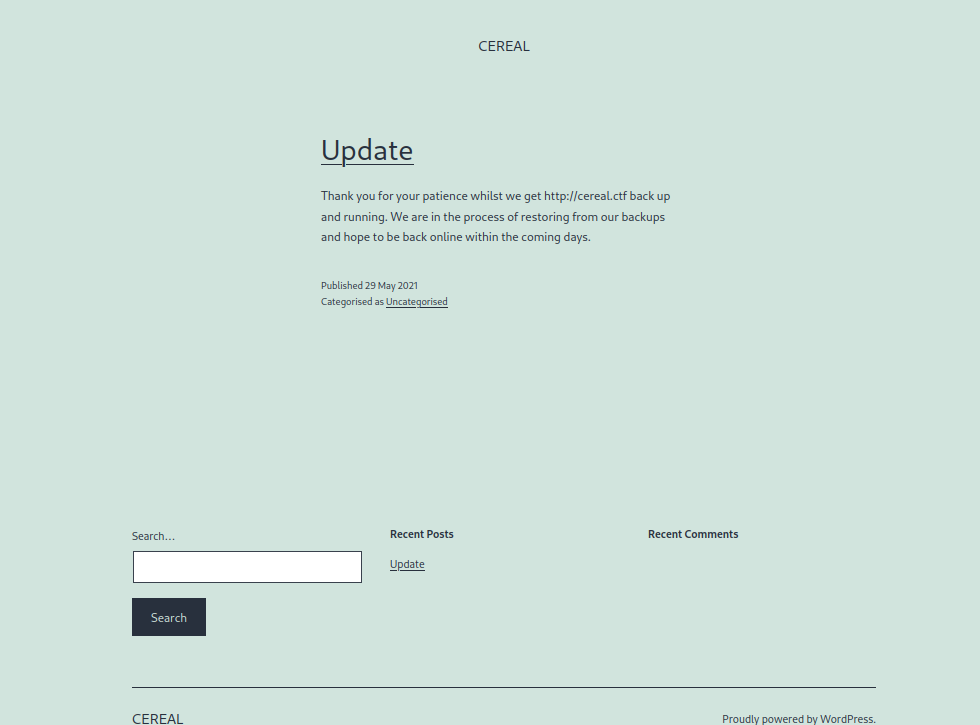 CEREAL
Update
Thank you for your patience whilst we get http://cereal.ctf back up
and running. We are in the process of restoring from our backups
and hope to be back online within the coming days.
Published 29 May 2021
Categorised as Uncategorised
Search…
Search
Recent Posts
Update
Recent Comments
CEREAL
Proudly powered by WordPress.